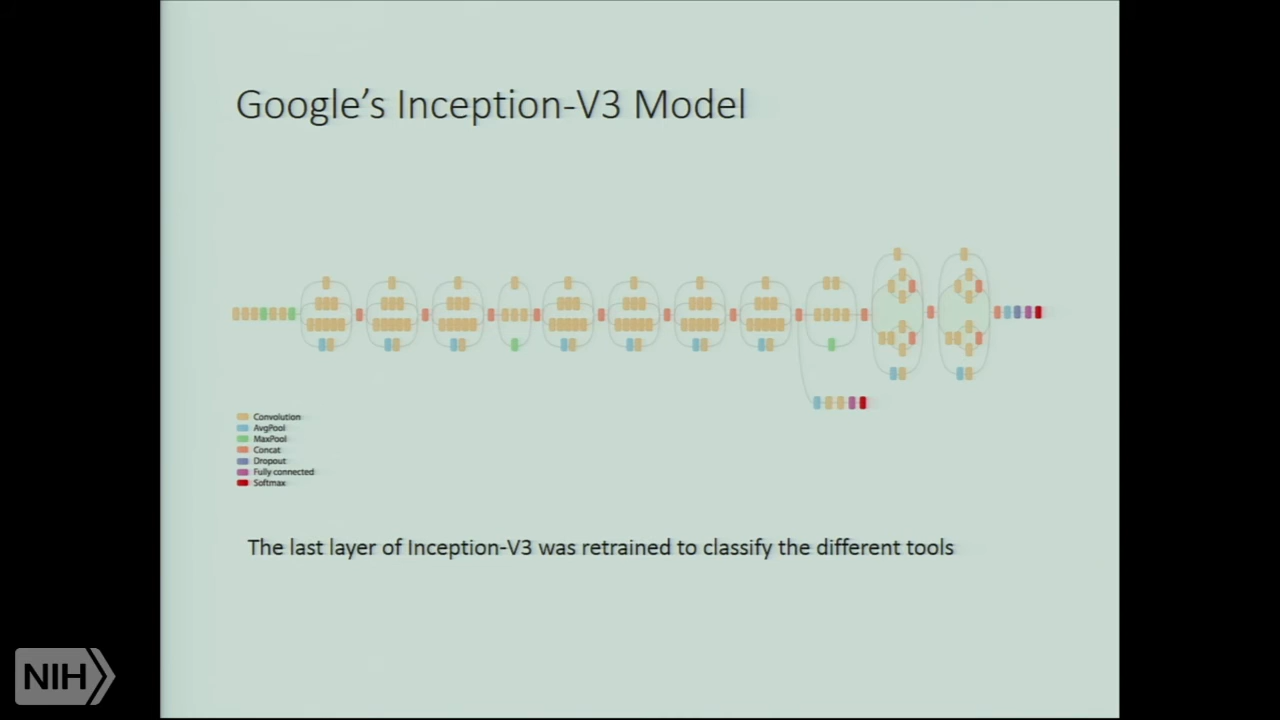 Google's Inception-V3 Model
Convolution
AvgPool
MaxPool
Concat
Dropout
Fully connected
Softmax
The last layer of Inception-V3 was retrained to classify the different tools
NIH